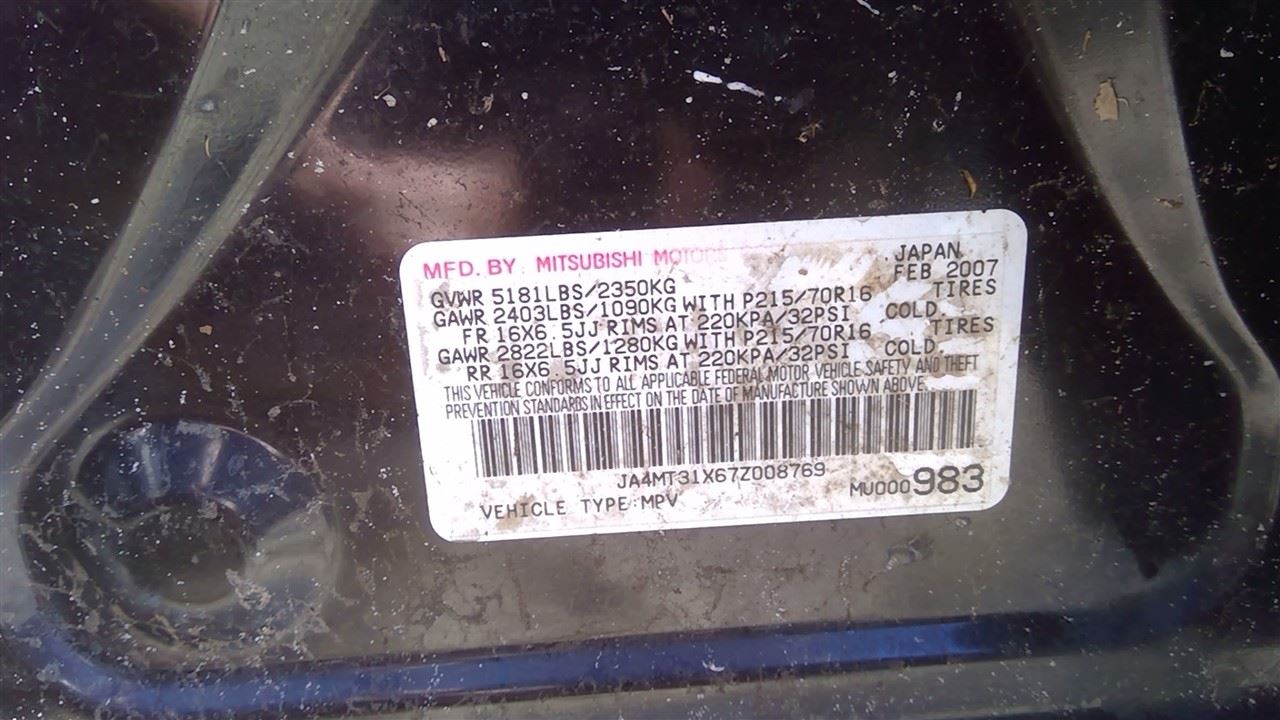 MFD. BY MITSUBISHI MOTORS JAPAN
FEB 2007
GVWR 5181LBS/2350KG
GAWR 2403LBS/1090KG WITH P215/70R16 TIRES
FR 16X6.5JJ RIMS AT 220KPA/32PSI COLD.
GAWR 2822LBS/1280KG WITH P215/70R16 TIRES
RR 16X6.5JJ RIMS AT 220KPA/32PSI COLD.
THIS VEHICLE CONFORMS TO ALL APPLICABLE FEDERAL MOTOR VEHICLE SAFETY AND THEFT
PREVENTION STANDARDS IN EFFECT ON THE DATE OF MANUFACTURE SHOWN ABOVE.
JA4MT31X67Z008769
MU000983
VEHICLE TYPE:MPV